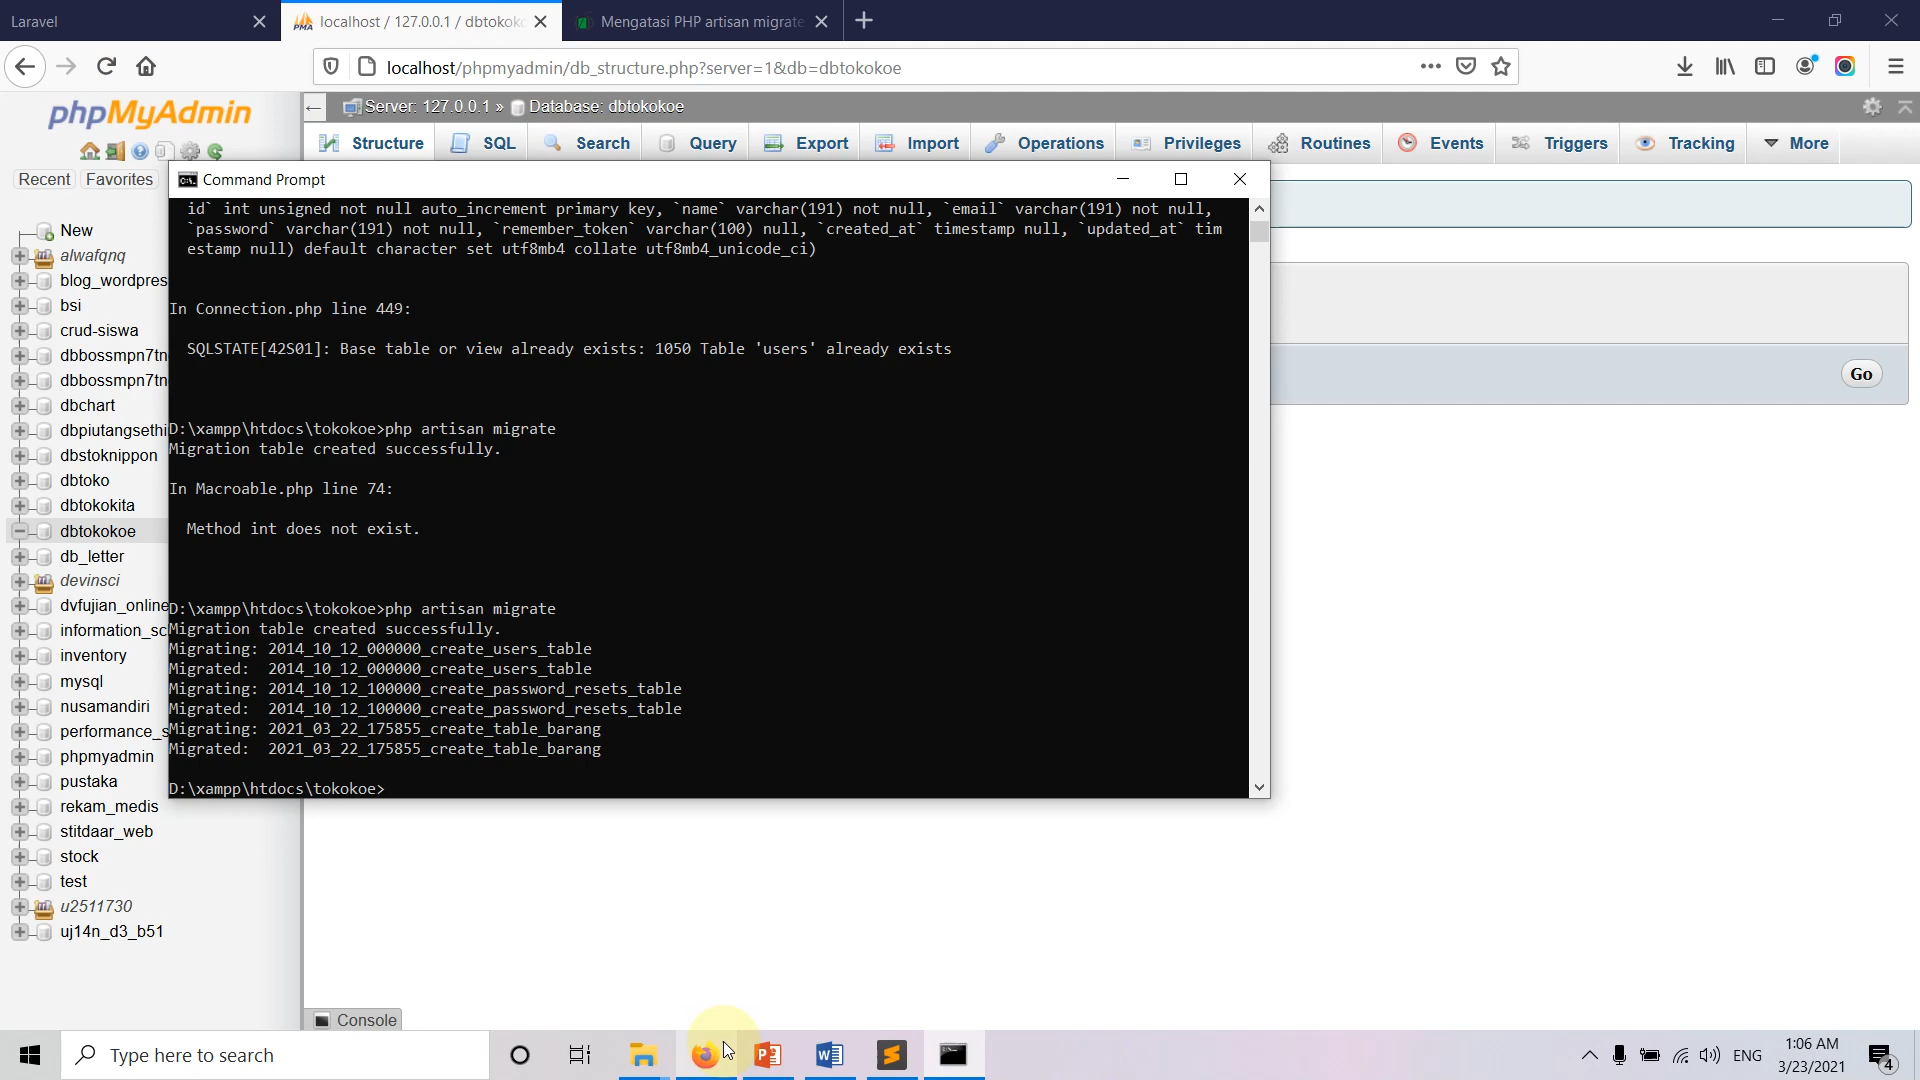 Laravel
localhost / 127.0.0.1 / dbtokoko
Mengatasi PHP artisan migrate
localhost/phpmyadmin/db_structure.php?server=1&db=dbtokokoe
phpMyAdmin
Server: 127.0.0.1 » Database: dbtokokoe
Structure SQL Search Query Export Import Operations Privileges Routines Events Triggers Tracking More
Recent Favorites
New
alwafqnq
blog_wordpres
bsi
crud-siswa
dbbossmpn7tn
dbbossmpn7tn
dbchart
dbpiutangsethi
dbstoknippon
dbtoko
dbtokokita
dbtokokoe
db_letter
devinsci
dvfujian_online
information_sc
inventory
mysql
nusamandiri
performance_s
phpmyadmin
pustaka
rekam_medis
stitdaar_web
stock
test
u2511730
uj14n_d3_b51
Command Prompt
id` int unsigned not null auto_increment primary key, `name` varchar(191) not null, `email` varchar(191) not null,
`password` varchar(191) not null, `remember_token` varchar(100) null, `created_at` timestamp null, `updated_at` tim
estamp null) default character set utf8mb4 collate utf8mb4_unicode_ci)
In Connection.php line 449:
SQLSTATE[42S01]: Base table or view already exists: 1050 Table 'users' already exists
D:\xampp\htdocs\tokokoe>php artisan migrate
Migration table created successfully.
In Macroable.php line 74:
Method int does not exist.
D:\xampp\htdocs\tokokoe>php artisan migrate
Migration table created successfully.
Migrating: 2014_10_12_000000_create_users_table
Migrated:  2014_10_12_000000_create_users_table
Migrating: 2014_10_12_100000_create_password_resets_table
Migrated:  2014_10_12_100000_create_password_resets_table
Migrating: 2021_03_22_175855_create_table_barang
Migrated:  2021_03_22_175855_create_table_barang
D:\xampp\htdocs\tokokoe>
Go
Console
Type here to search
ENG
1:06 AM
3/23/2021
4